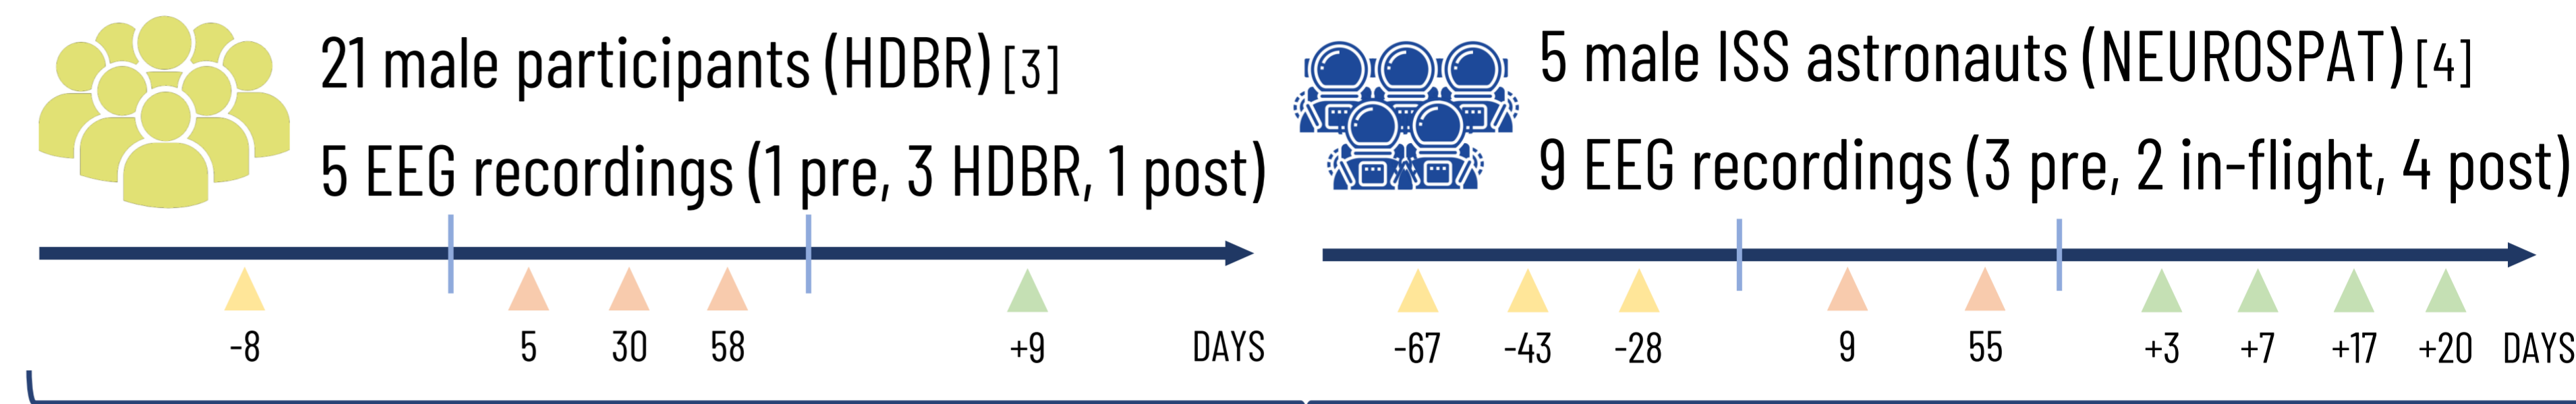 21 male participants (HDBR) [3]
5 EEG recordings (1 pre, 3 HDBR, 1 post)
-8 5 30 58 +9 DAYS
5 male ISS astronauts (NEUROSPAT) [4]
9 EEG recordings (3 pre, 2 in-flight, 4 post)
-67 -43 -28 9 55 +3 +7 +17 +20 DAYS